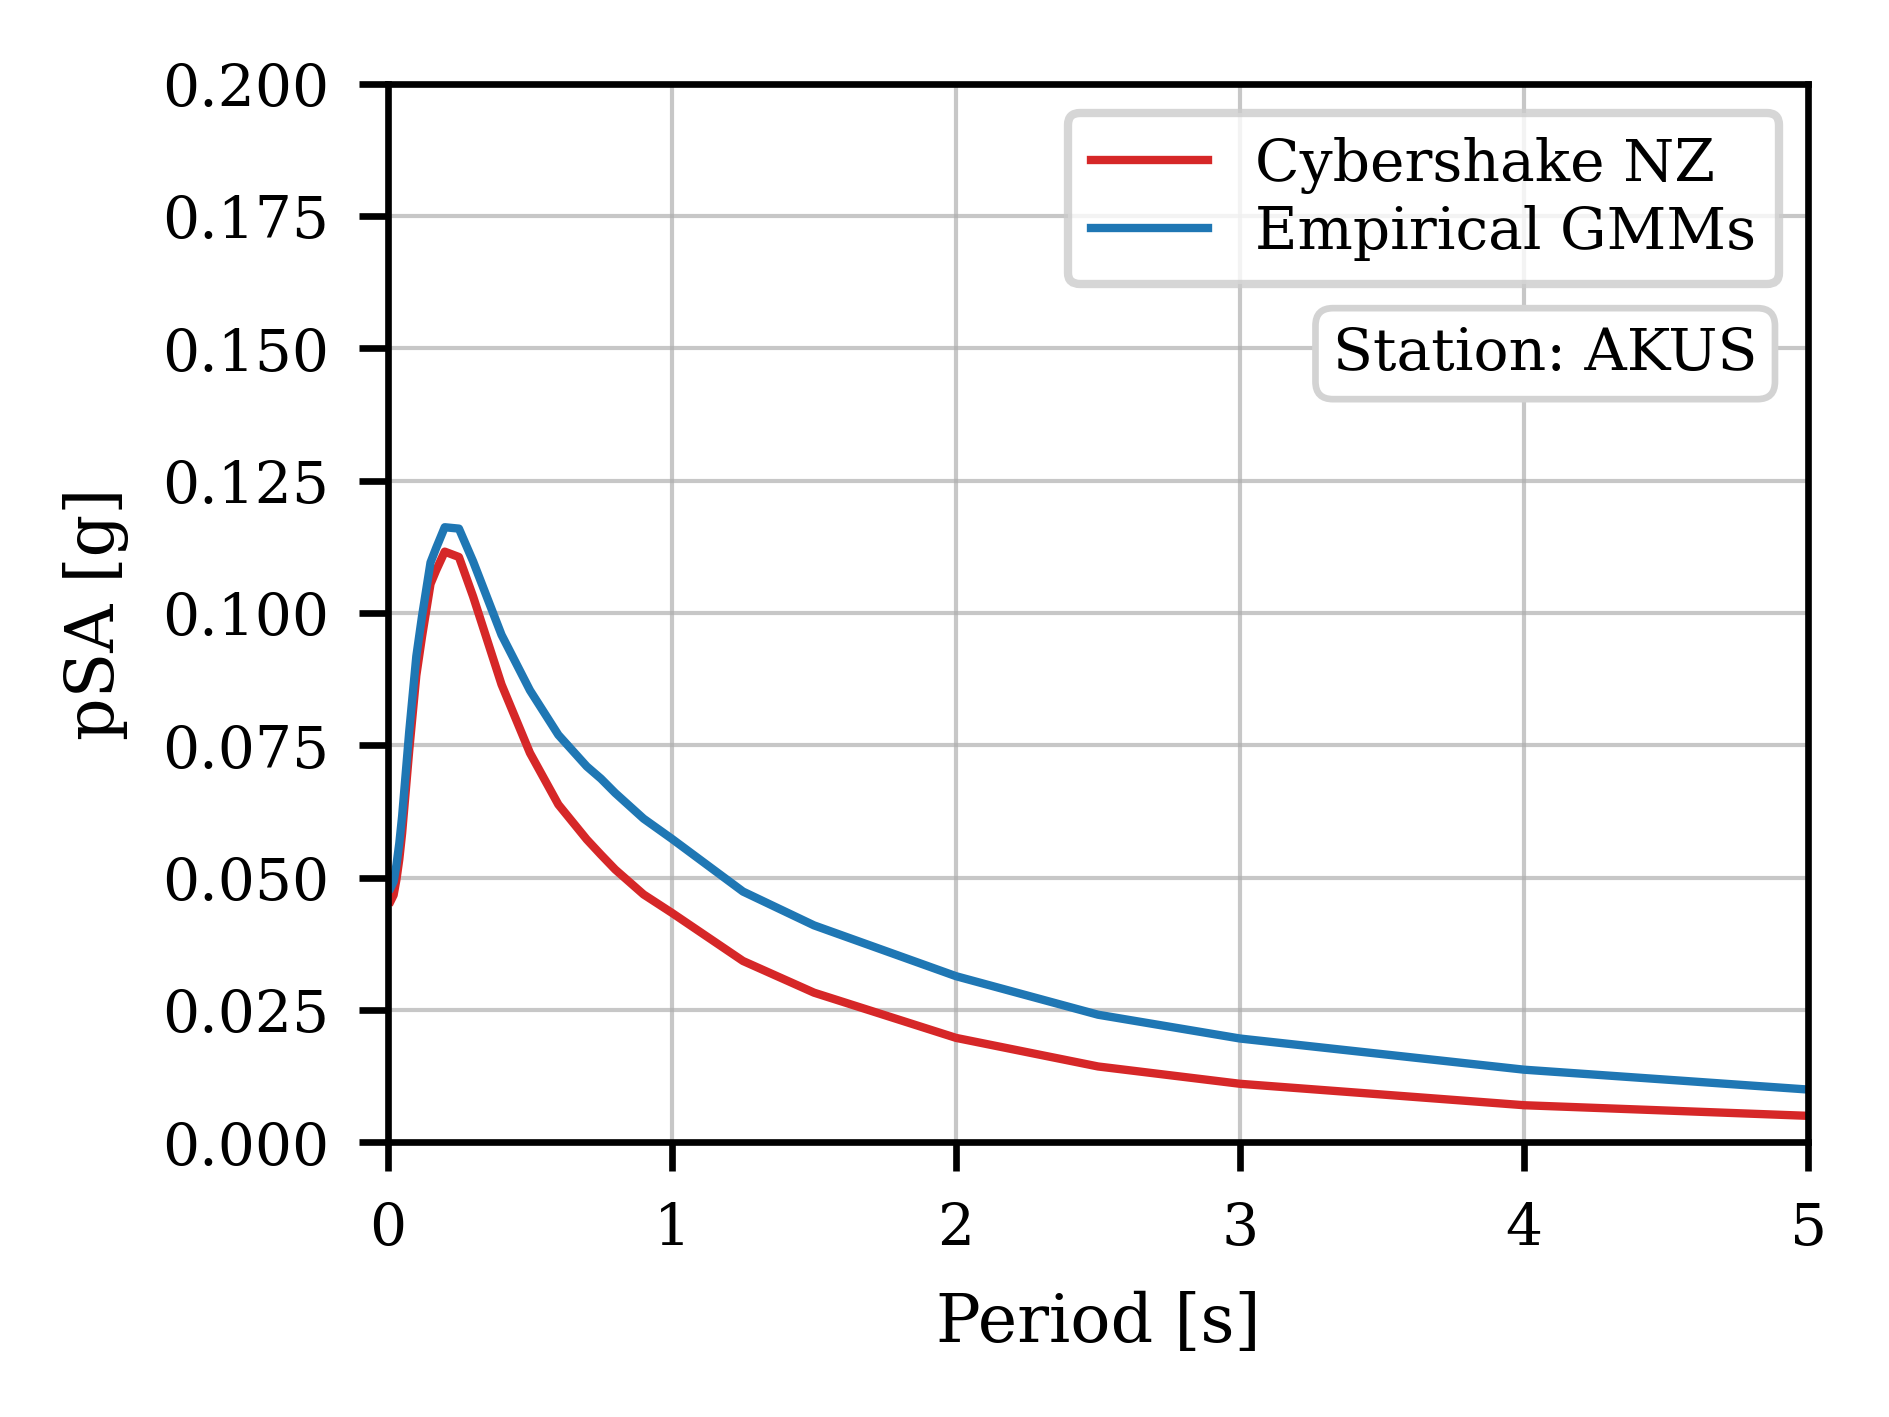 0.200
0.175
0.150
0.125
0.100
0.075
0.050
0.025
0.000
pSA [g]
Cybershake NZ
Empirical GMMs
Station: AKUS
0 1 2 3 4 5
Period [s]